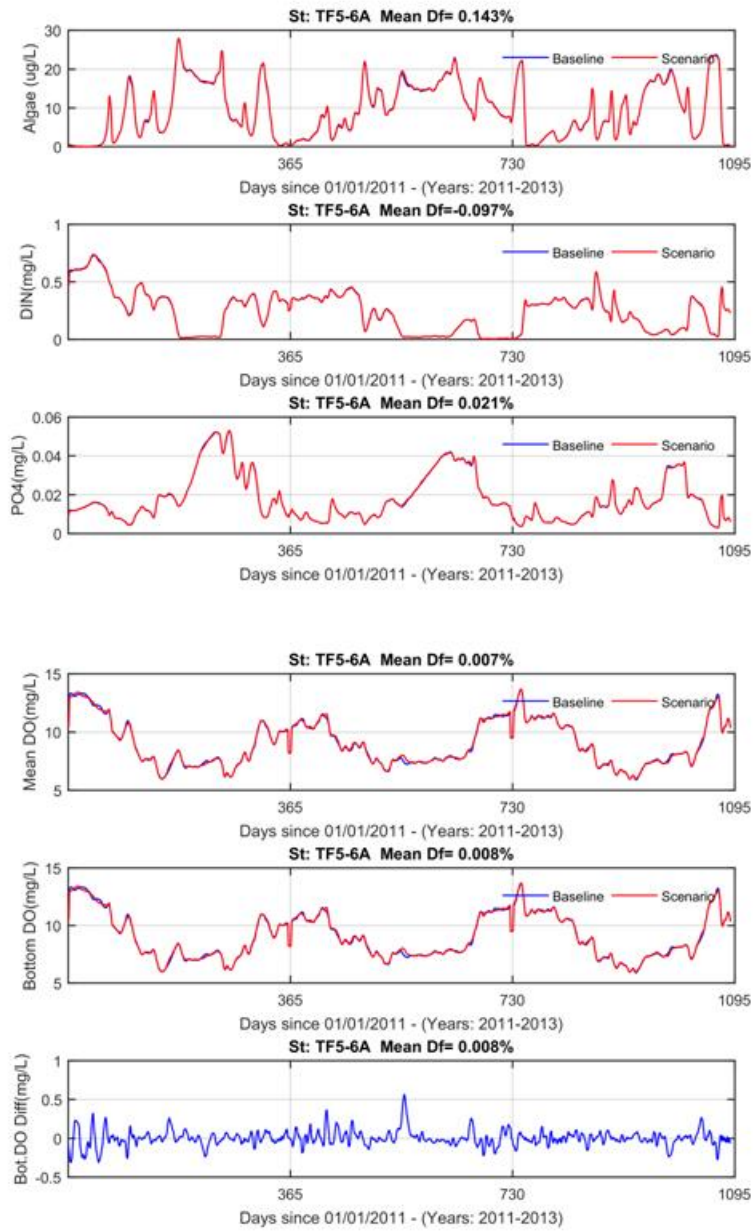 St: TF5-6A Mean Df= 0.143%
30
20
10
0
Algae (ug/L)
Baseline
Scenario
365
730
1095
Days since 01/01/2011 - (Years: 2011-2013)
St: TF5-6A Mean Df=-0.097%
1
0.5
0
DIN(mg/L)
Baseline
Scenario
365
730
1095
Days since 01/01/2011 - (Years: 2011-2013)
St: TF5-6A Mean Df= 0.021%
0.06
0.04
0.02
0
PO4(mg/L)
Baseline
Scenario
365
730
1095
Days since 01/01/2011 - (Years: 2011-2013)
St: TF5-6A Mean Df= 0.007%
15
10
5
Mean DO(mg/L)
Baseline
Scenario
365
730
1095
Days since 01/01/2011 - (Years: 2011-2013)
St: TF5-6A Mean Df= 0.008%
15
10
5
Bottom DO(mg/L)
Baseline
Scenario
365
730
1095
Days since 01/01/2011 - (Years: 2011-2013)
St: TF5-6A Mean Df= 0.008%
1
0.5
0
-0.5
Bot.DO Diff(mg/L)
365
730
1095
Days since 01/01/2011 - (Years: 2011-2013)